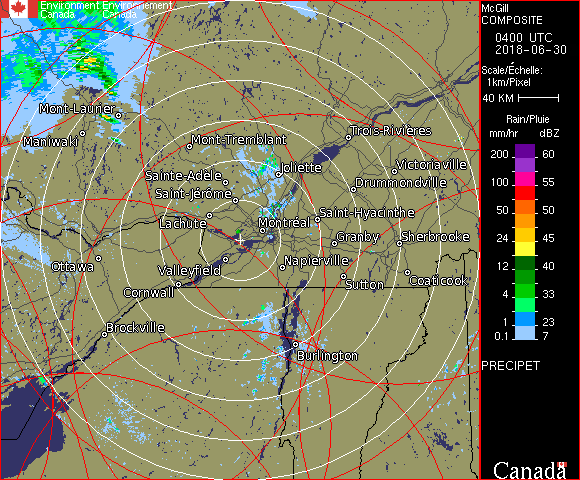 Environment Environnement
Canada Canada
McGill
COMPOSITE
0400 UTC
2018-06-30
Scale/Échelle:
1km/Pixel
40 KM
Rain/Pluie
mm/hr dBZ
200 60
100 55
50 50
24 45
12 40
4 33
1 23
0.1 7
PRECIPET
Canada
Mont-Laurier
Maniwaki
Mont-Tremblant
Trois-Rivières
Sainte-Adèle
Joliette
Victoriaville
Saint-Jérôme
Drummondville
Lachute
Montréal
Saint-Hyacinthe
Granby
Sherbrooke
Ottawa
Valleyfield
Napierville
Cornwall
Sutton
Coaticook
Brockville
Burlington